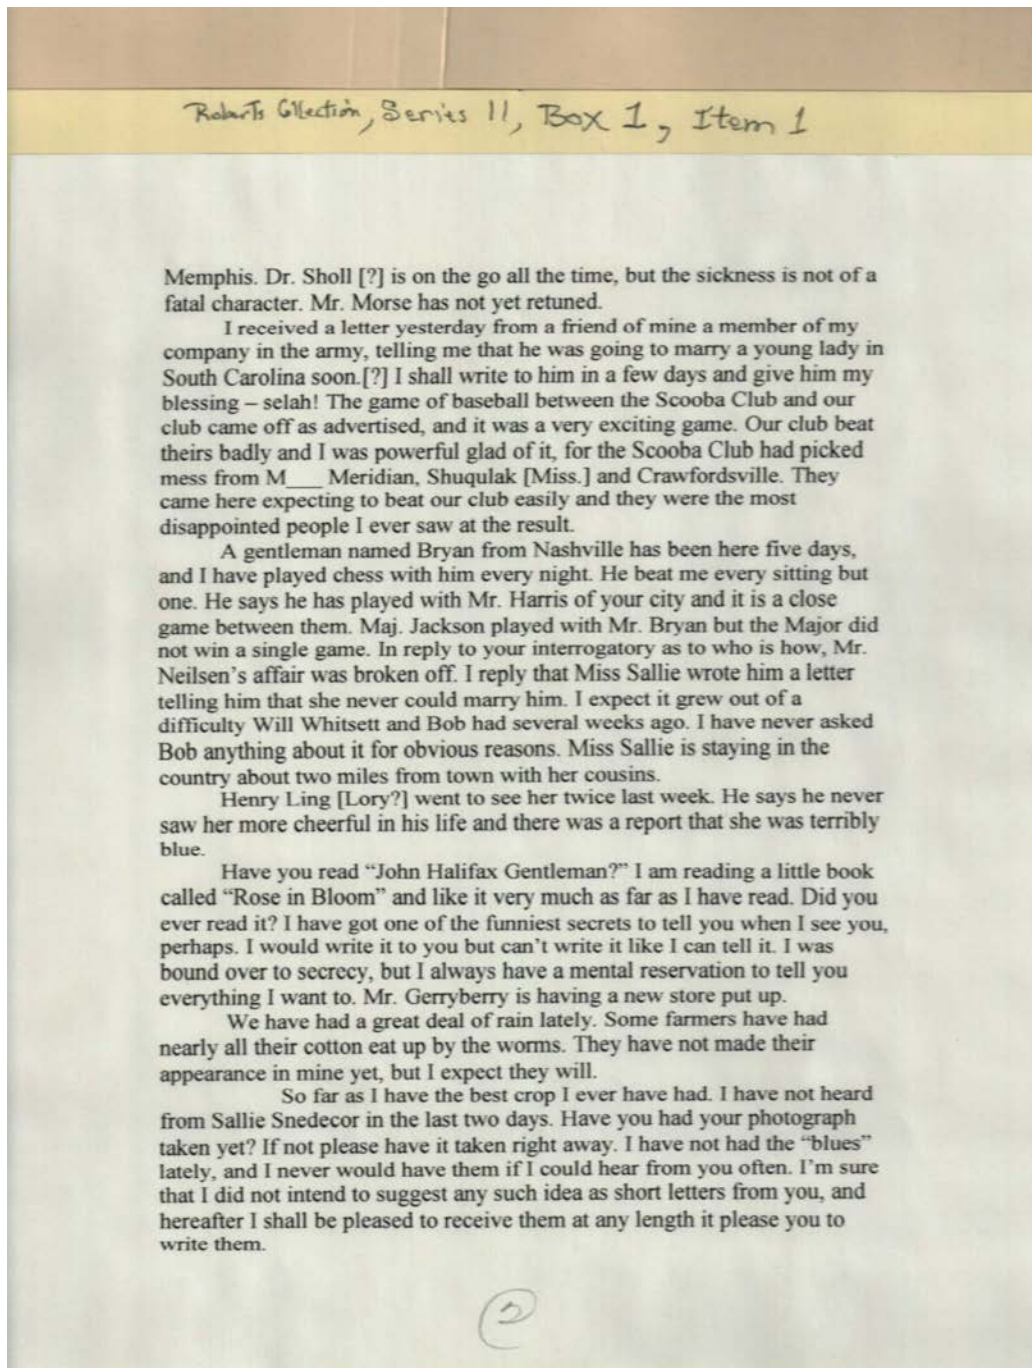 Roberts Collection, Series II, Box 1, Item 1
Memphis. Dr. Sholl [?] is on the go all the time, but the sickness is not of a
fatal character. Mr. Morse has not yet retuned.
I received a letter yesterday from a friend of mine a member of my
company in the army, telling me that he was going to marry a young lady in
South Carolina soon.[?] I shall write to him in a few days and give him my
blessing – selah! The game of baseball between the Scooba Club and our
club came off as advertised, and it was a very exciting game. Our club beat
theirs badly and I was powerful glad of it, for the Scooba Club had picked
mess from M___ Meridian, Shuqulak [Miss.] and Crawfordsville. They
came here expecting to beat our club easily and they were the most
disappointed people I ever saw at the result.
A gentleman named Bryan from Nashville has been here five days,
and I have played chess with him every night. He beat me every sitting but
one. He says he has played with Mr. Harris of your city and it is a close
game between them. Maj. Jackson played with Mr. Bryan but the Major did
not win a single game. In reply to your interrogatory as to who is how, Mr.
Neilsen's affair was broken off. I reply that Miss Sallie wrote him a letter
telling him that she never could marry him. I expect it grew out of a
difficulty Will Whitsett and Bob had several weeks ago. I have never asked
Bob anything about it for obvious reasons. Miss Sallie is staying in the
country about two miles from town with her cousins.
Henry Ling [Lory?] went to see her twice last week. He says he never
saw her more cheerful in his life and there was a report that she was terribly
blue.
Have you read “John Halifax Gentleman?” I am reading a little book
called “Rose in Bloom” and like it very much as far as I have read. Did you
ever read it? I have got one of the funniest secrets to tell you when I see you,
perhaps. I would write it to you but can't write it like I can tell it. I was
bound over to secrecy, but I always have a mental reservation to tell you
everything I want to. Mr. Gerryberry is having a new store put up.
We have had a great deal of rain lately. Some farmers have had
nearly all their cotton eat up by the worms. They have not made their
appearance in mine yet, but I expect they will.
So far as I have the best crop I ever have had. I have not heard
from Sallie Snedecor in the last two days. Have you had your photograph
taken yet? If not please have it taken right away. I have not had the “blues”
lately, and I never would have them if I could hear from you often. I'm sure
that I did not intend to suggest any such idea as short letters from you, and
hereafter I shall be pleased to receive them at any length it please you to
write them.
2